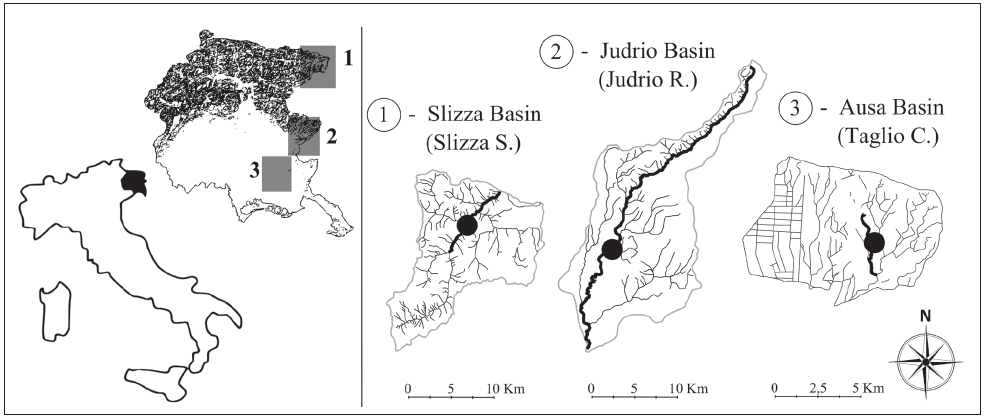 1
2
3
1 - Slizza Basin
(Slizza S.)
2 - Judrio Basin
(Judrio R.)
3 - Ausa Basin
(Taglio C.)
0 5 10 Km
0 5 10 Km
0 2,5 5 Km
N